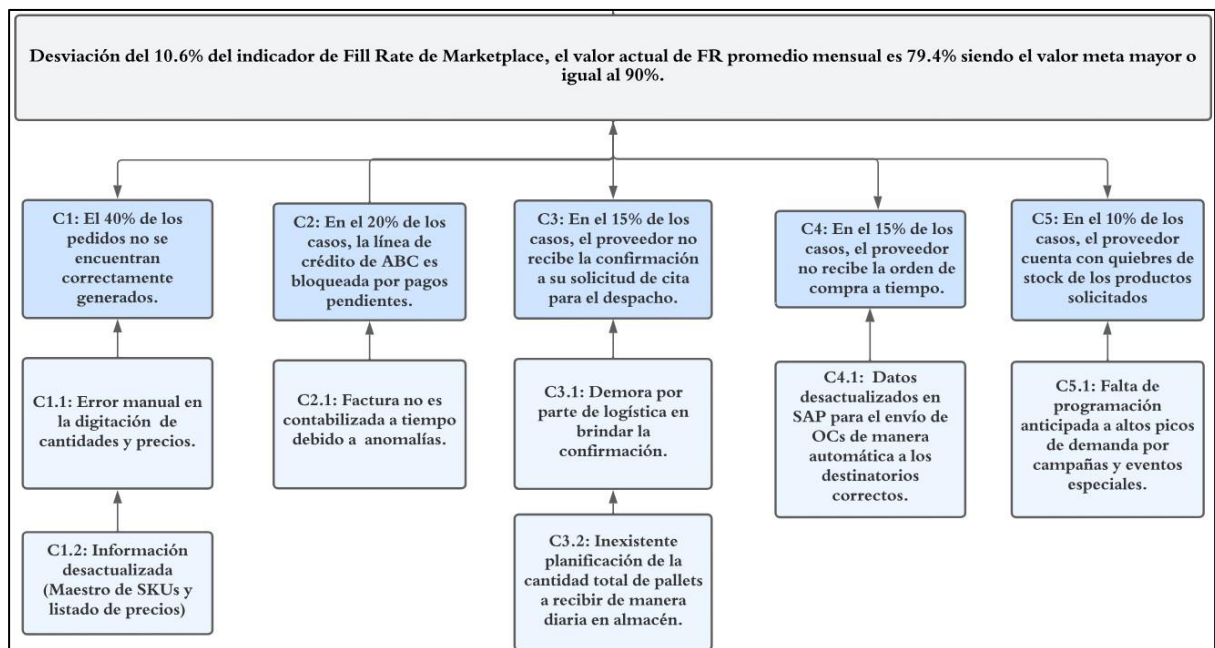 Desviación del 10.6% del indicador de Fill Rate de Marketplace, el valor actual de FR promedio mensual es 79.4% siendo el valor meta mayor o
igual al 90%.
C1: El 40% de los
pedidos no se
encuentran
correctamente
generados.
C2: En el 20% de los
casos, la línea de
crédito de ABC es
bloqueada por pagos
pendientes.
C3: En el 15% de los
casos, el proveedor no
recibe la confirmación
a su solicitud de cita
para el despacho.
C4: En el 15% de los
casos, el proveedor
no recibe la orden de
compra a tiempo.
C5: En el 10% de los
casos, el proveedor
cuenta con quiebres de
stock de los productos
solicitados
C1.1: Error manual en
la digitación de
cantidades y precios.
C2.1: Factura no es
contabilizada a tiempo
debido a anomalías.
C3.1: Demora por
parte de logística en
brindar la
confirmación.
C4.1: Datos
desactualizados en
SAP para el envío de
OCs de manera
automática a los
destinatorios
correctos.
C5.1: Falta de
programación
anticipada a altos picos
de demanda por
campañas y eventos
especiales.
C1.2: Información
desactualizada
(Maestro de SKUs y
listado de precios)
C3.2: Inexistente
planificación de la
cantidad total de pallets
a recibir de manera
diaria en almacén.